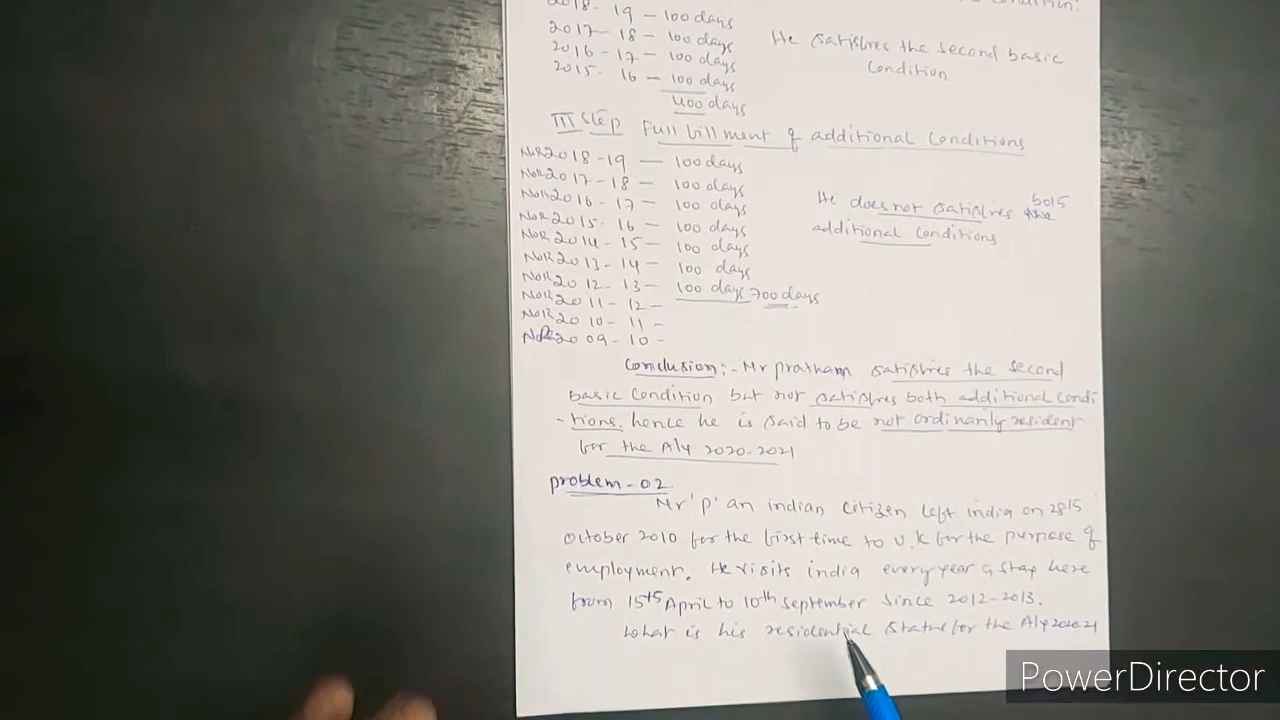 2018-19 - 100 days
2017-18 - 100 days
2016-17 - 100 days
2015-16 - 100 days
400 days
He satisfires the second basic
condition
III Step Fullbillment of additional conditions
NOR 2018-19 - 100 days
NOR 2017-18 - 100 days
NOR 2016-17 - 100 days
NOR 2015-16 - 100 days
NOR 2014-15 - 100 days
NOR 2013-14 - 100 days
NOR 2012-13 - 100 days 700 days
NOR 2011-12 -
NOR 2010-11 -
2009-10 -
He does not satisfires both
additional conditions
Conclusion:- Mr pratham satisfires the second
basic condition but not satisfires both additional condi
-tions. hence he is said to be not ordinarily resident
for the A/y 2020-2021
problem-02
Mr 'p' an indian citizen left india on 28th
October 2010 for the first time to U.K for the purpose of
employment. He visits india every year & stay here
from 15th April to 10th September since 2012-2013.
What is his residential status for the A/y 2020-21
PowerDirector